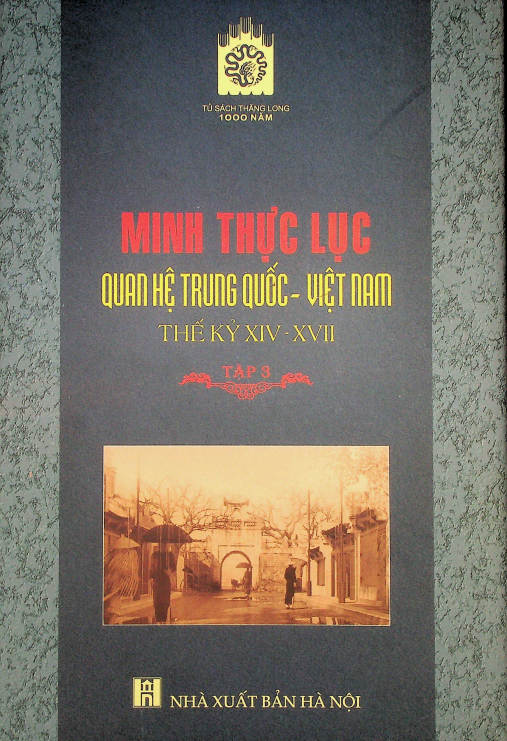 TỦ SÁCH THĂNG LONG
1000 NĂM
MINH THỰC LỤC
QUAN HỆ TRUNG QUỐC - VIỆT NAM
THẾ KỶ XIV - XVII
TẬP 3
NHÀ XUẤT BẢN HÀ NỘI